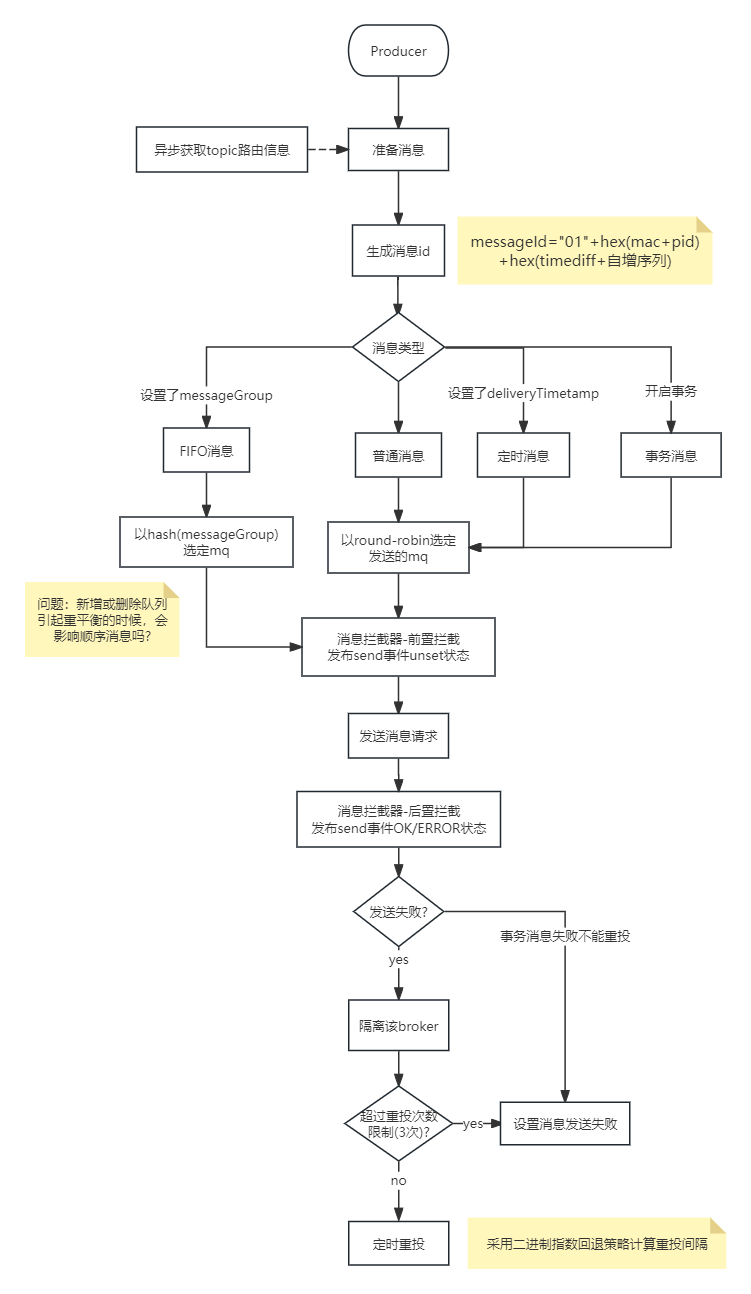 Producer
异步获取topic路由信息
准备消息
生成消息id
messageId="01"+hex(mac+pid)
+hex(timediff+自增序列)
消息类型
设置了messageGroup
设置了deliveryTimetamp
开启事务
FIFO消息
普通消息
定时消息
事务消息
以hash(messageGroup)
选定mq
以round-robin选定
发送的mq
问题：新增或删除队列
引起重平衡的时候，会
影响顺序消息吗?
消息拦截器-前置拦截
发布send事件unset状态
发送消息请求
消息拦截器-后置拦截
发布send事件OK/ERROR状态
发送失败?
事务消息失败不能重投
yes
隔离该broker
超过重投次数
限制(3次)?
yes
设置消息发送失败
no
定时重投
采用二进制指数回退策略计算重投间隔